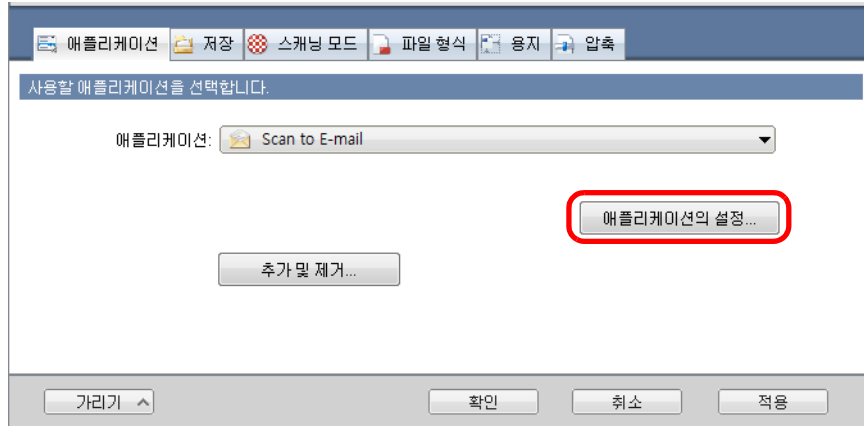 애플리케이션 저장 스캐닝 모드 파일 형식 용지 압축
사용할 애플리케이션을 선택합니다.
애플리케이션: Scan to E-mail
애플리케이션의 설정...
추가 및 제거...
가리기 확인 취소 적용